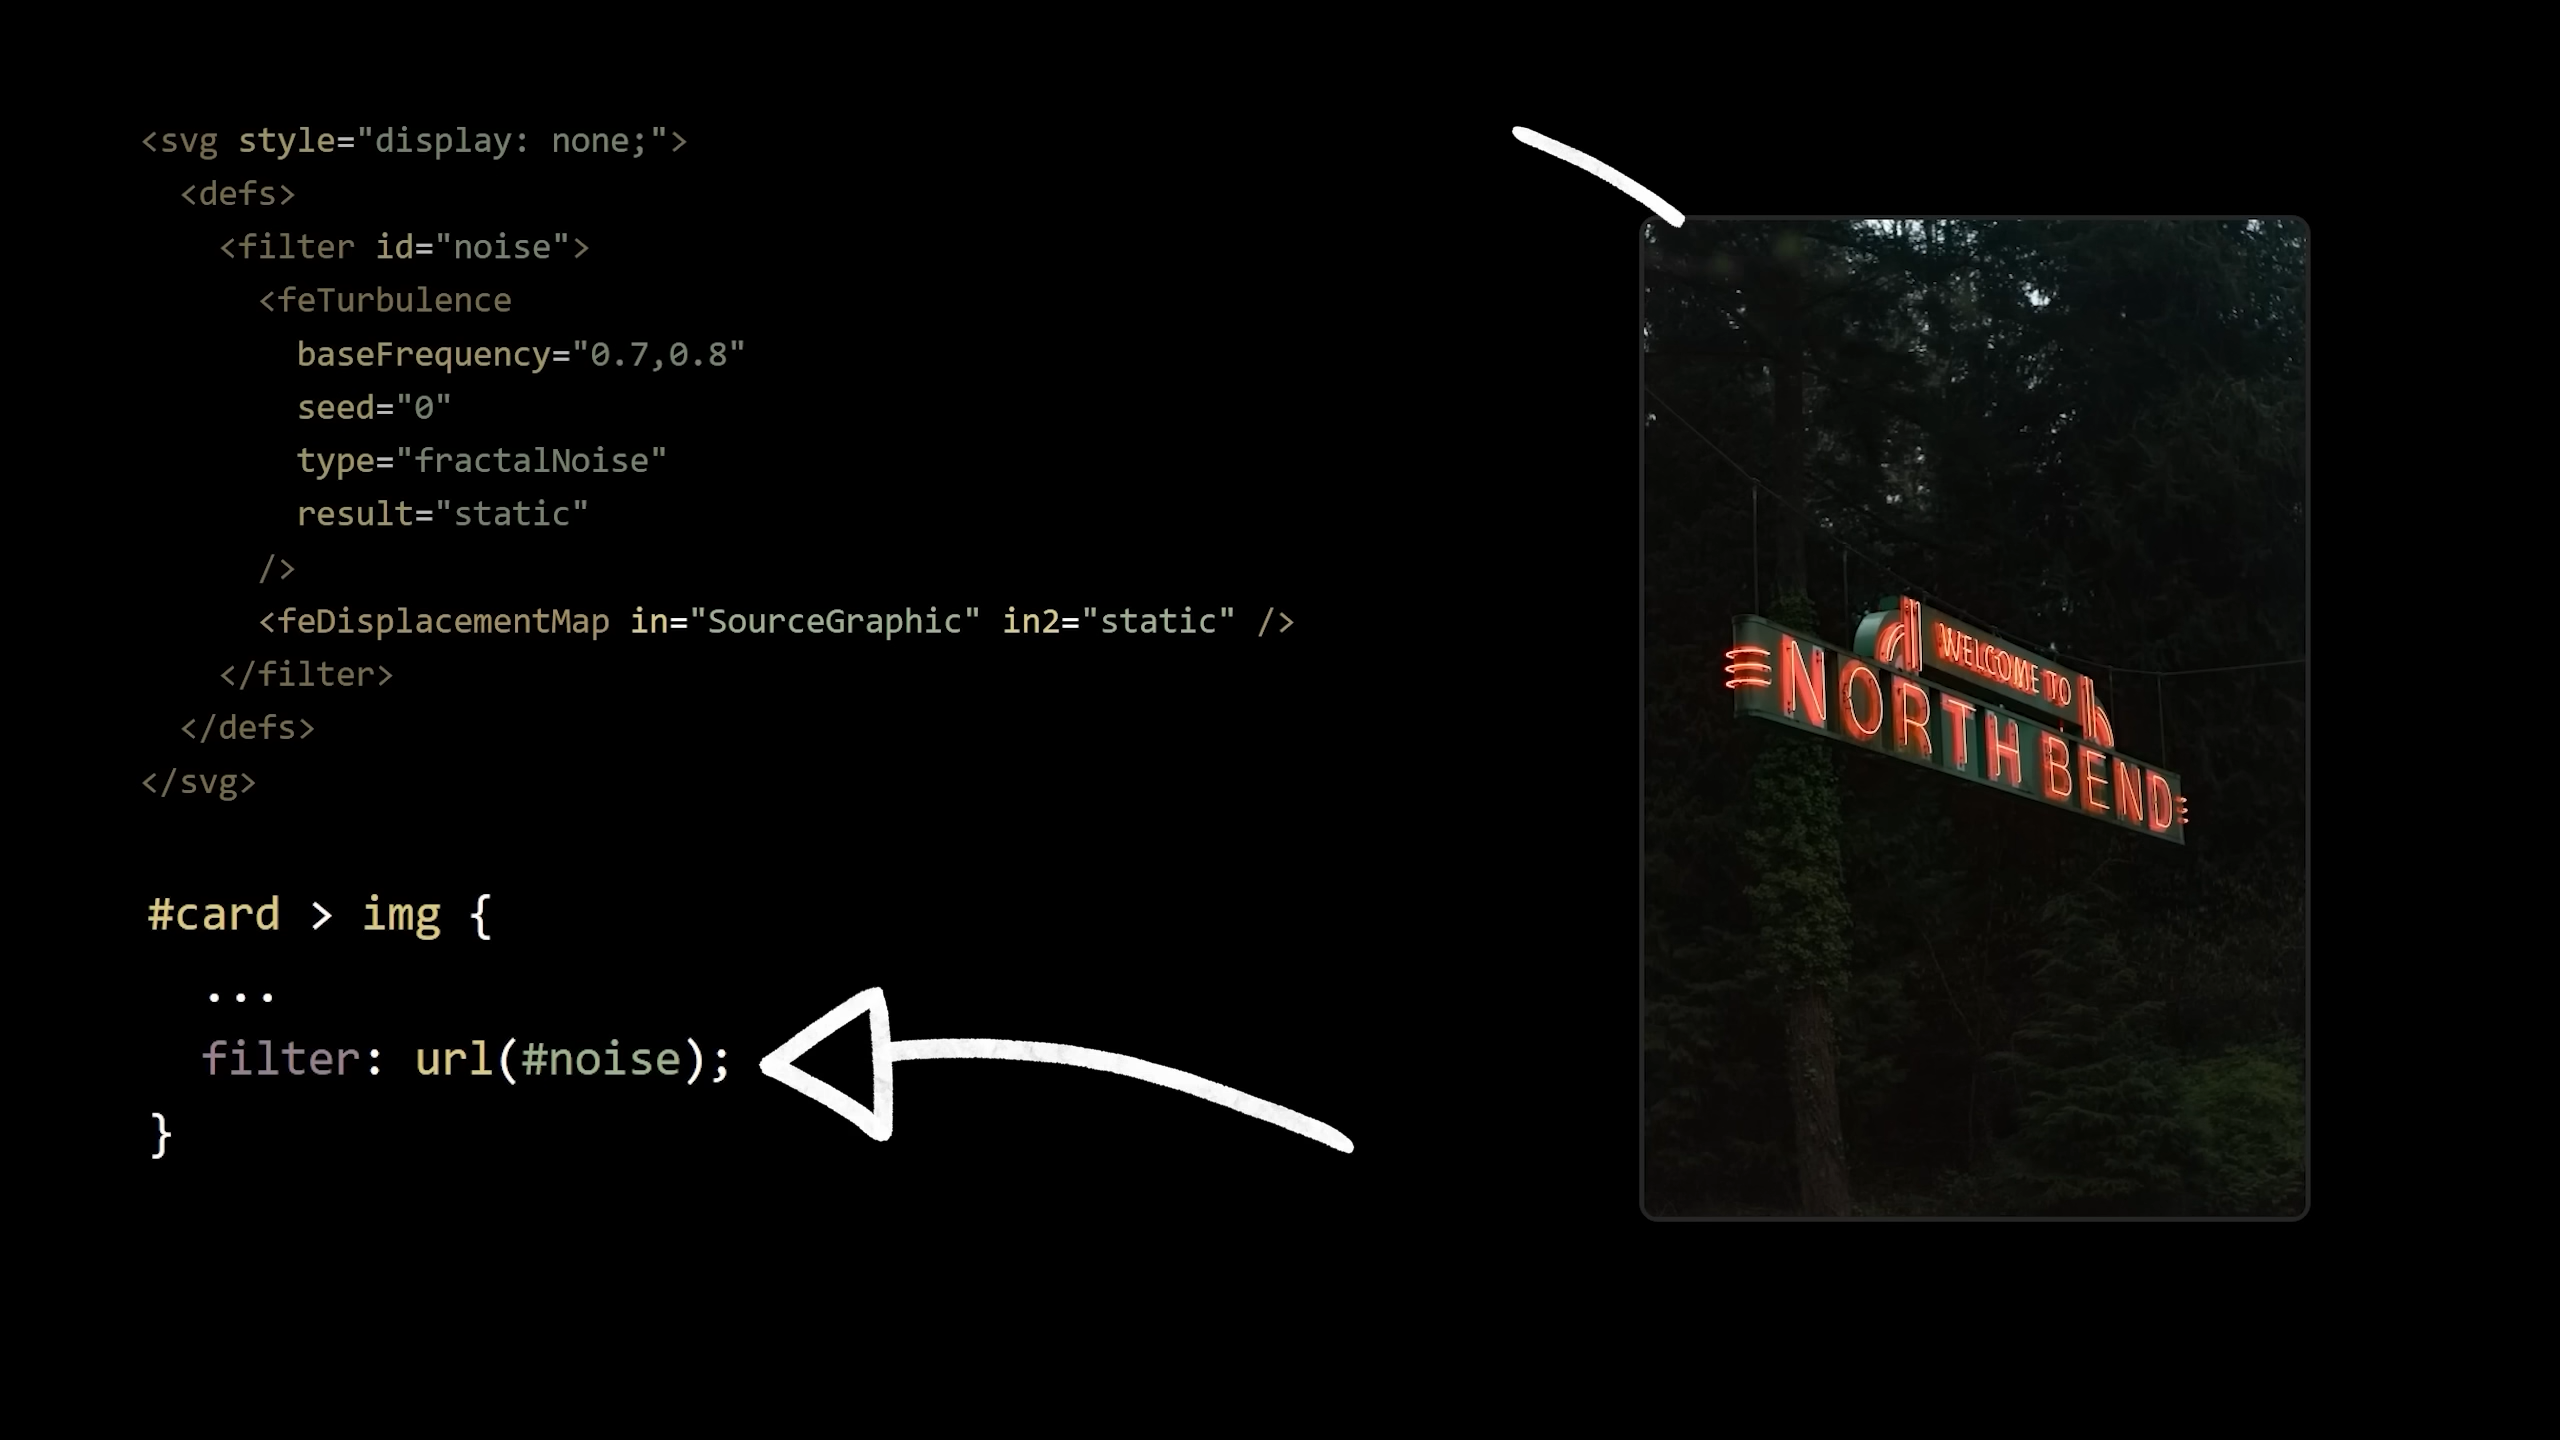 <svg style="display: none;">
<defs>
<filter id="noise">
<feTurbulence
baseFrequency="0.7,0.8"
seed="0"
type="fractalNoise"
result="static"
/>
<feDisplacementMap in="SourceGraphic" in2="static" />
</filter>
</defs>
</svg>
#card > img {
...
filter: url(#noise);
}
WELCOME TO
NORTH BEND